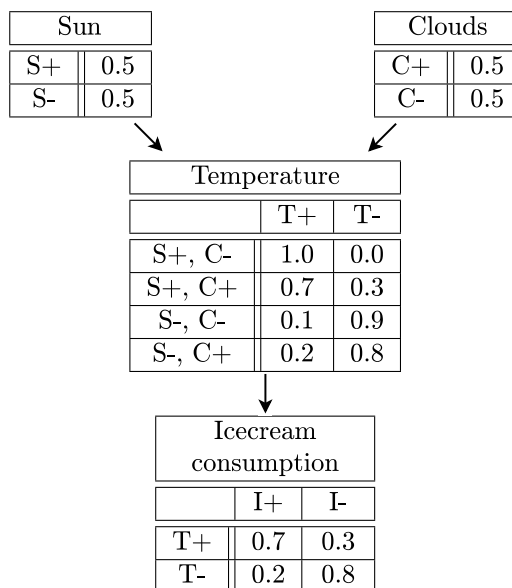 Sun
S+ 0.5
S- 0.5
Clouds
C+ 0.5
C- 0.5
Temperature
T+ T-
S+, C- 1.0 0.0
S+, C+ 0.7 0.3
S-, C- 0.1 0.9
S-, C+ 0.2 0.8
Icecream
consumption
I+ I-
T+ 0.7 0.3
T- 0.2 0.8